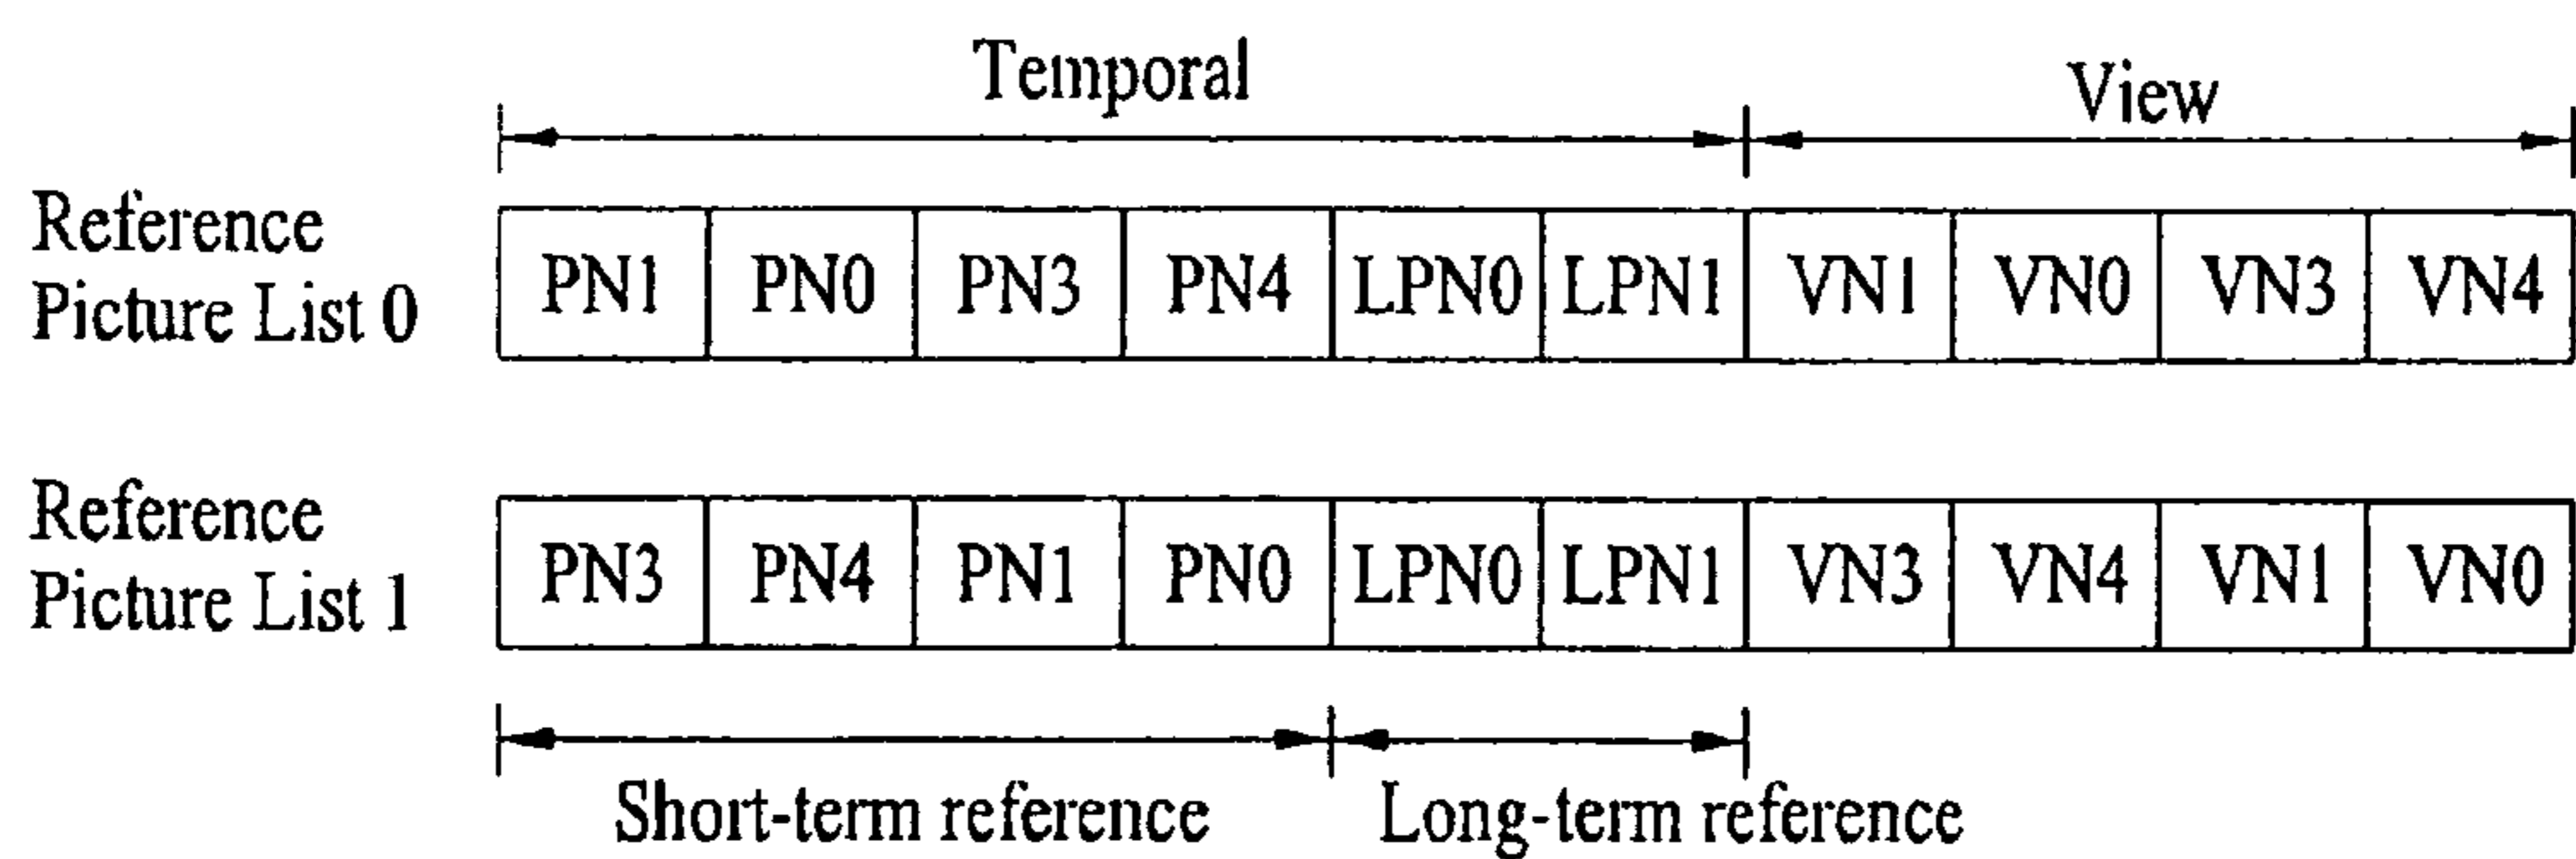 Temporal View
Reference
Picture List 0
PN1 PN0 PN3 PN4 LPN0 LPN1 VN1 VN0 VN3 VN4
Reference
Picture List 1
PN3 PN4 PN1 PN0 LPN0 LPN1 VN3 VN4 VN1 VN0
Short-term reference Long-term reference